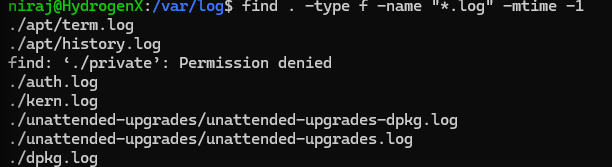 niraj@HydrogenX:/var/log$ find . -type f -name "*.log" -mtime -1
./apt/term.log
./apt/history.log
find: ‘./private’: Permission denied
./auth.log
./kern.log
./unattended-upgrades/unattended-upgrades-dpkg.log
./unattended-upgrades/unattended-upgrades.log
./dpkg.log